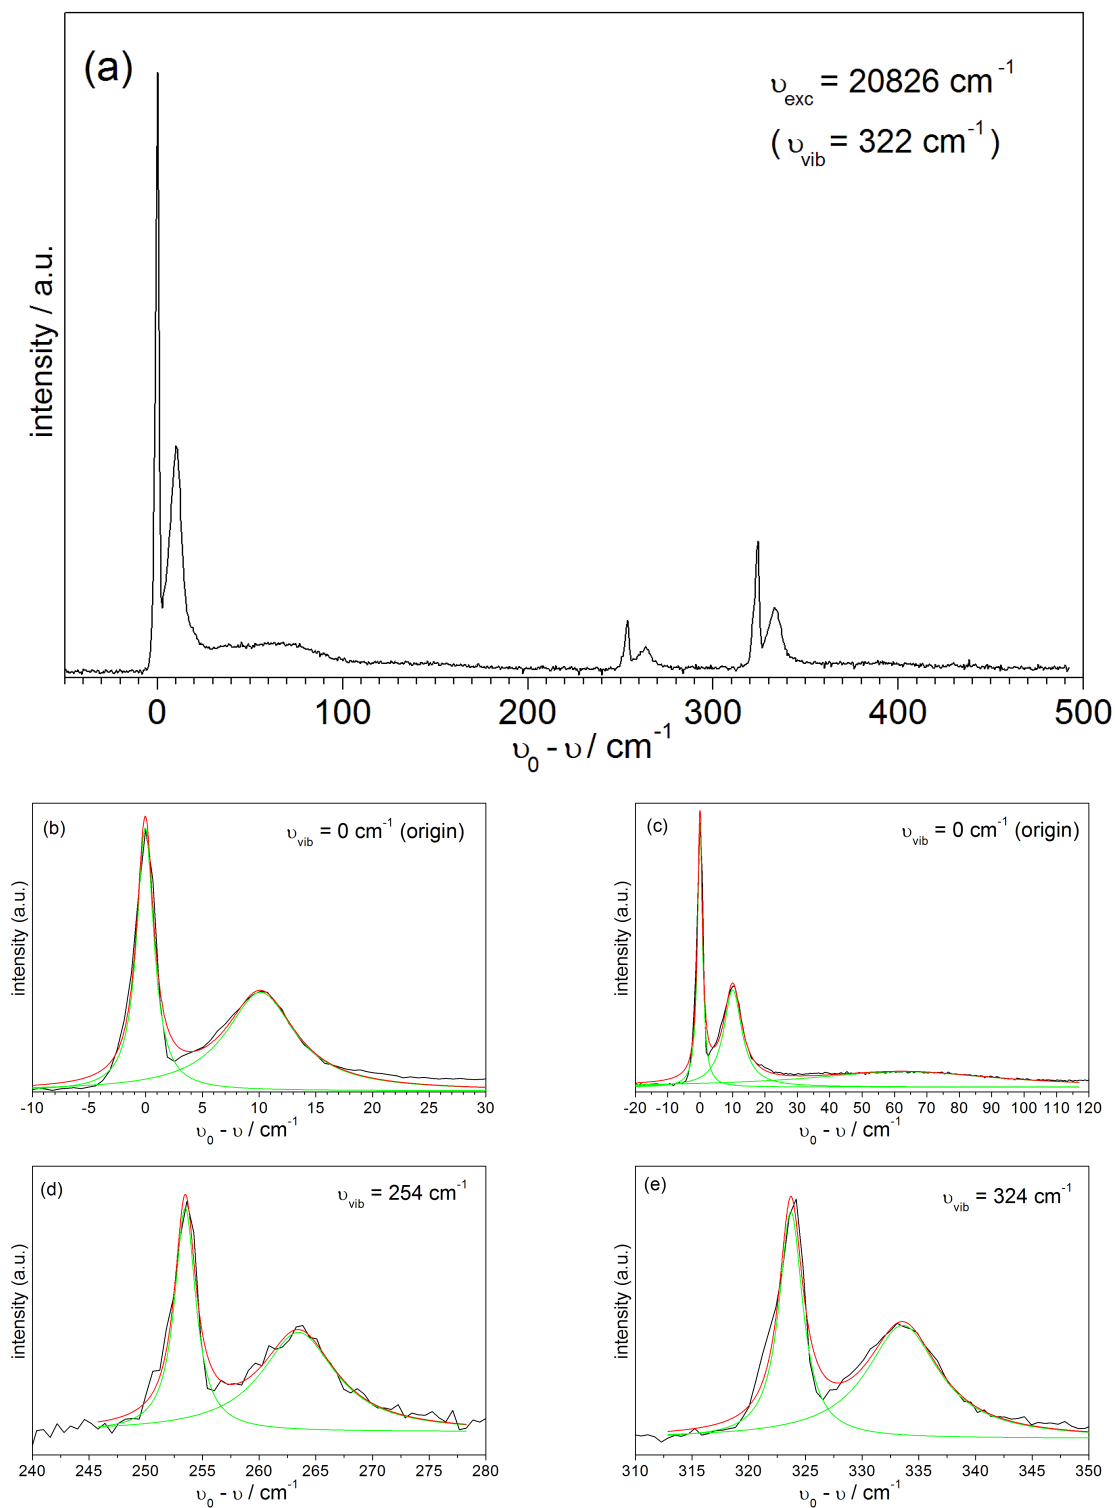 (a)
υexc = 20826 cm-1
( υvib = 322 cm-1 )
intensity / a.u.
0 100 200 300 400 500
υ0 - υ / cm-1
(b)
υvib = 0 cm-1 (origin)
intensity (a.u.)
-10 -5 0 5 10 15 20 25 30
υ0 - υ / cm-1
(c)
υvib = 0 cm-1 (origin)
intensity (a.u.)
-20 -10 0 10 20 30 40 50 60 70 80 90 100 110 120
υ0 - υ / cm-1
(d)
υvib = 254 cm-1
intensity (a.u.)
240 245 250 255 260 265 270 275 280
υ0 - υ / cm-1
(e)
υvib = 324 cm-1
intensity (a.u.)
310 315 320 325 330 335 340 345 350
υ0 - υ / cm-1